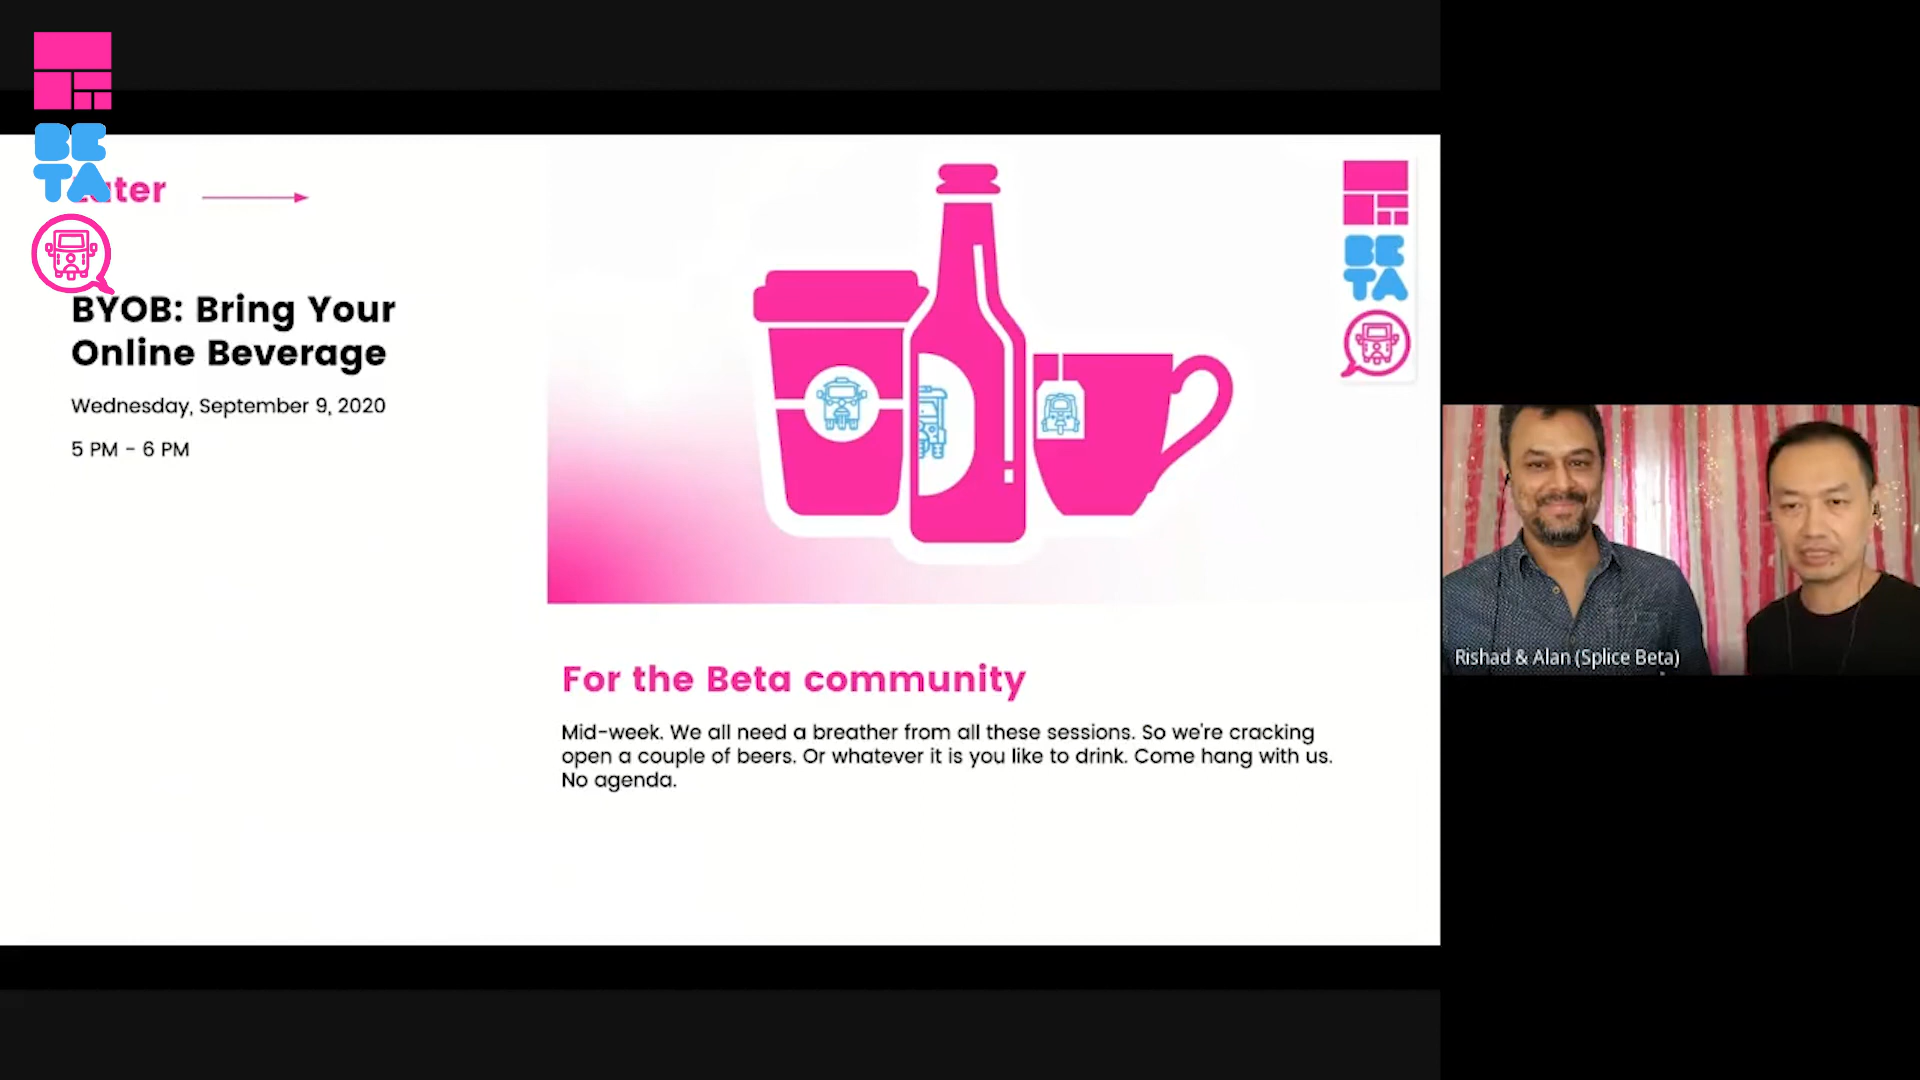 BE
TA
Later
BYOB: Bring Your
Online Beverage
Wednesday, September 9, 2020
5 PM - 6 PM
BE
TA
For the Beta community
Mid-week. We all need a breather from all these sessions. So we're cracking
open a couple of beers. Or whatever it is you like to drink. Come hang with us.
No agenda.
Rishad & Alan (Splice Beta)